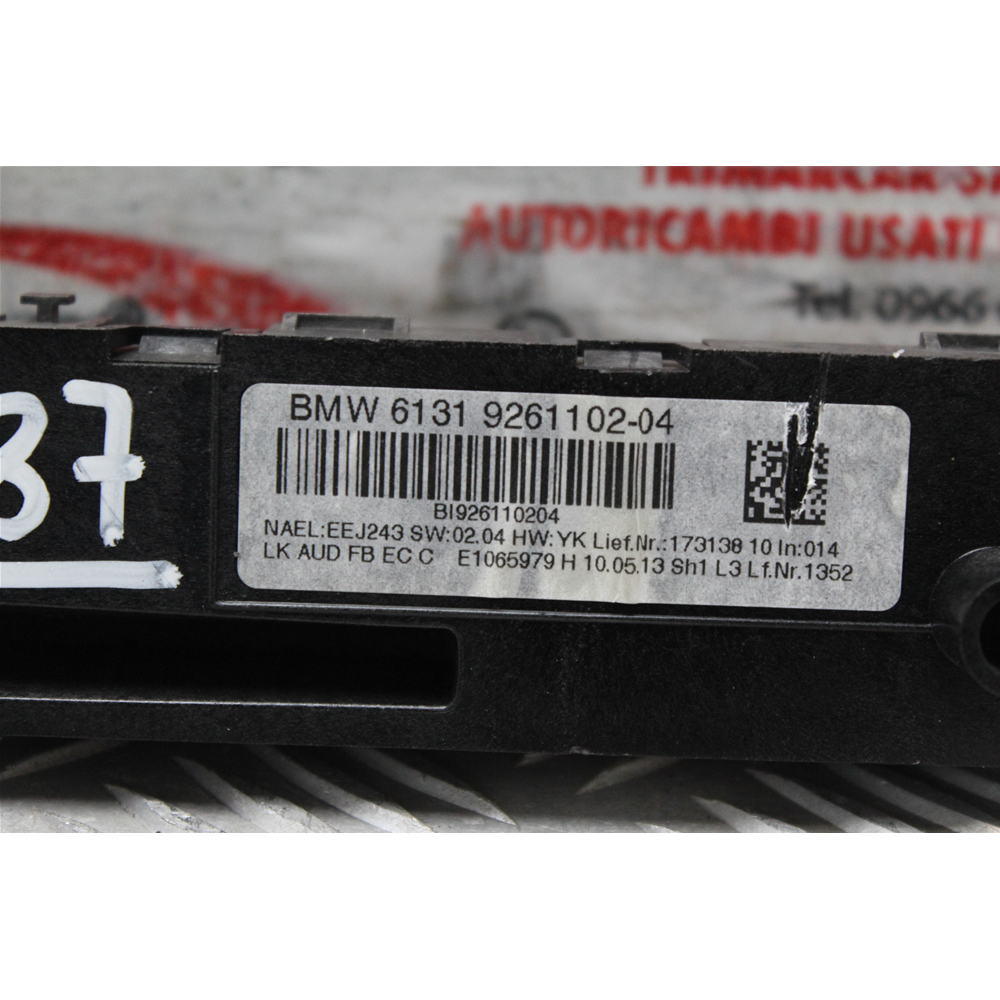 AUTORICAMBI USATI
Tel. 0966
37
BMW 6131 9261102-04
BI926110204
NAEL:EEJ243 SW:02.04 HW:YK Lief.Nr.:173138 10 In:014
LK AUD FB EC C E1065979 H 10.05.13 Sh1 L3 Lf.Nr.1352